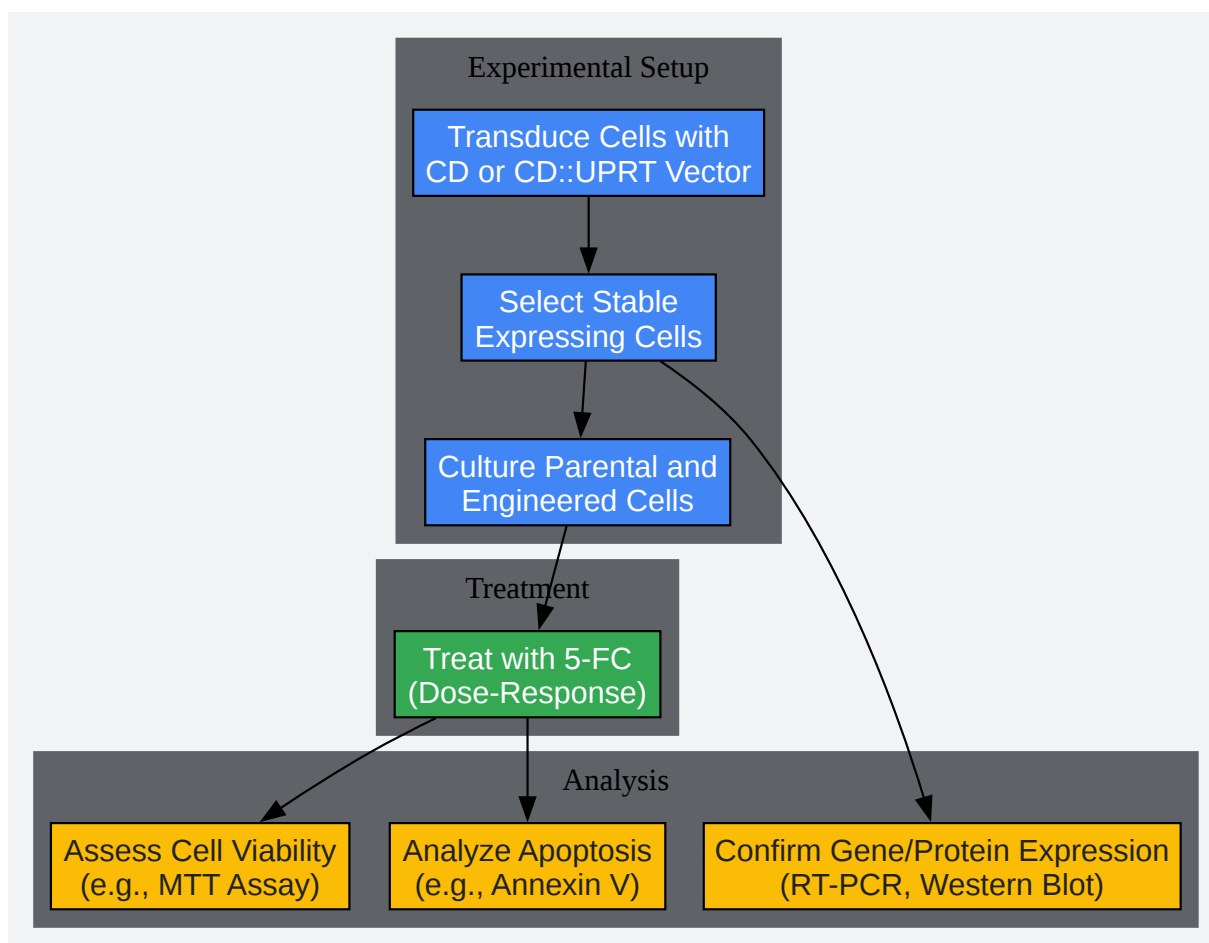 Experimental Setup
Transduce Cells with
CD or CD::UPRT Vector
Select Stable
Expressing Cells
Culture Parental and
Engineered Cells
Treatment
Treat with 5-FC
(Dose-Response)
Analysis
Assess Cell Viability
(e.g., MTT Assay)
Analyze Apoptosis
(e.g., Annexin V)
Confirm Gene/Protein Expression
(RT-PCR, Western Blot)